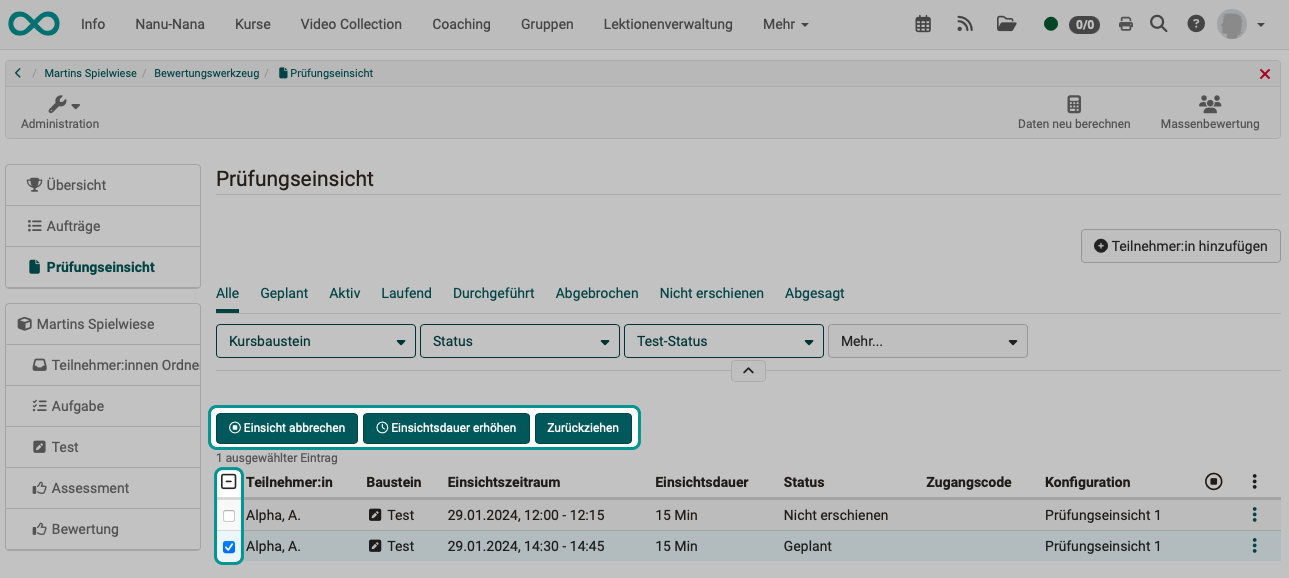 Info Nanu-Nana Kurse Video Collection Coaching Gruppen Lektionenverwaltung Mehr 0/0 ?
/ Martins Spielwiese / Bewertungswerkzeug / Prüfungseinsicht
Administration Daten neu berechnen Massenbewertung
Übersicht
Aufträge
Prüfungseinsicht
Martins Spielwiese
Teilnehmer:innen Ordne
Aufgabe
Test
Assessment
Bewertung
Prüfungseinsicht
Teilnehmer:in hinzufügen
Alle Geplant Aktiv Laufend Durchgeführt Abgebrochen Nicht erschienen Abgesagt
Kursbaustein Status Test-Status Mehr...
Einsicht abbrechen Einsichtsdauer erhöhen Zurückziehen
1 ausgewählter Eintrag
Teilnehmer:in Baustein Einsichtszeitraum Einsichtsdauer Status Zugangscode Konfiguration
Alpha, A. Test 29.01.2024, 12:00 - 12:15 15 Min Nicht erschienen Prüfungseinsicht 1
Alpha, A. Test 29.01.2024, 14:30 - 14:45 15 Min Geplant Prüfungseinsicht 1